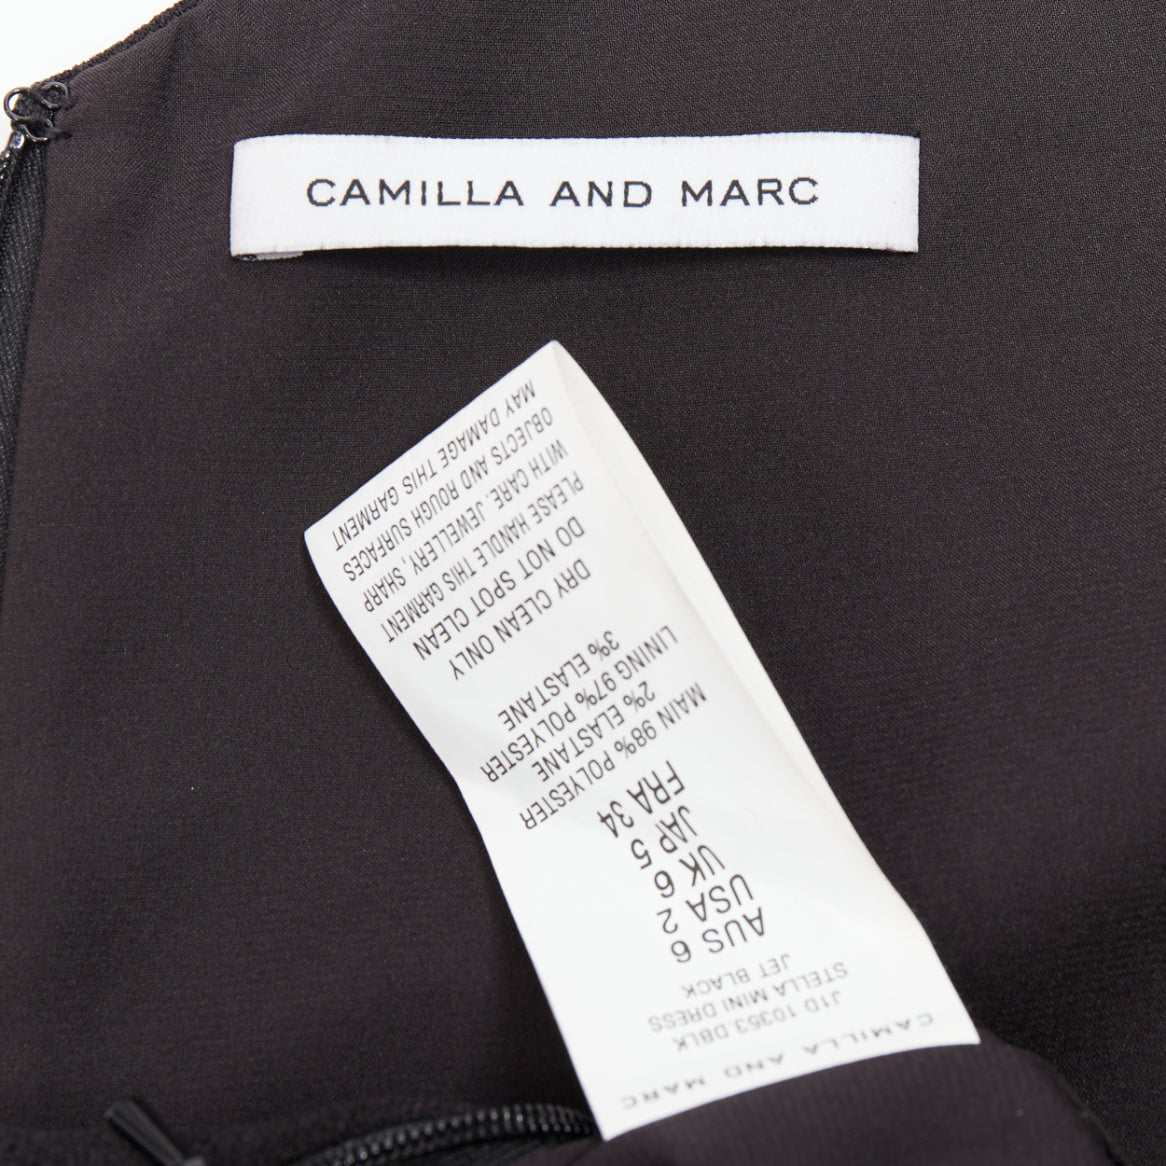 CAMILLA AND MARC
CAMILLA AND MARC
J1D 10353.DBLK
STELLA MINI DRESS
JET BLACK
AUS 6
USA 2
UK 6
JAP 5
FRA 34
MAIN 98% POLYESTER
2% ELASTANE
LINING 97% POLYESTER
3% ELASTANE
DRY CLEAN ONLY
DO NOT SPOT CLEAN
PLEASE HANDLE THIS GARMENT
WITH CARE. JEWELLERY, SHARP
OBJECTS AND ROUGH SURFACES
MAY DAMAGE THIS GARMENT